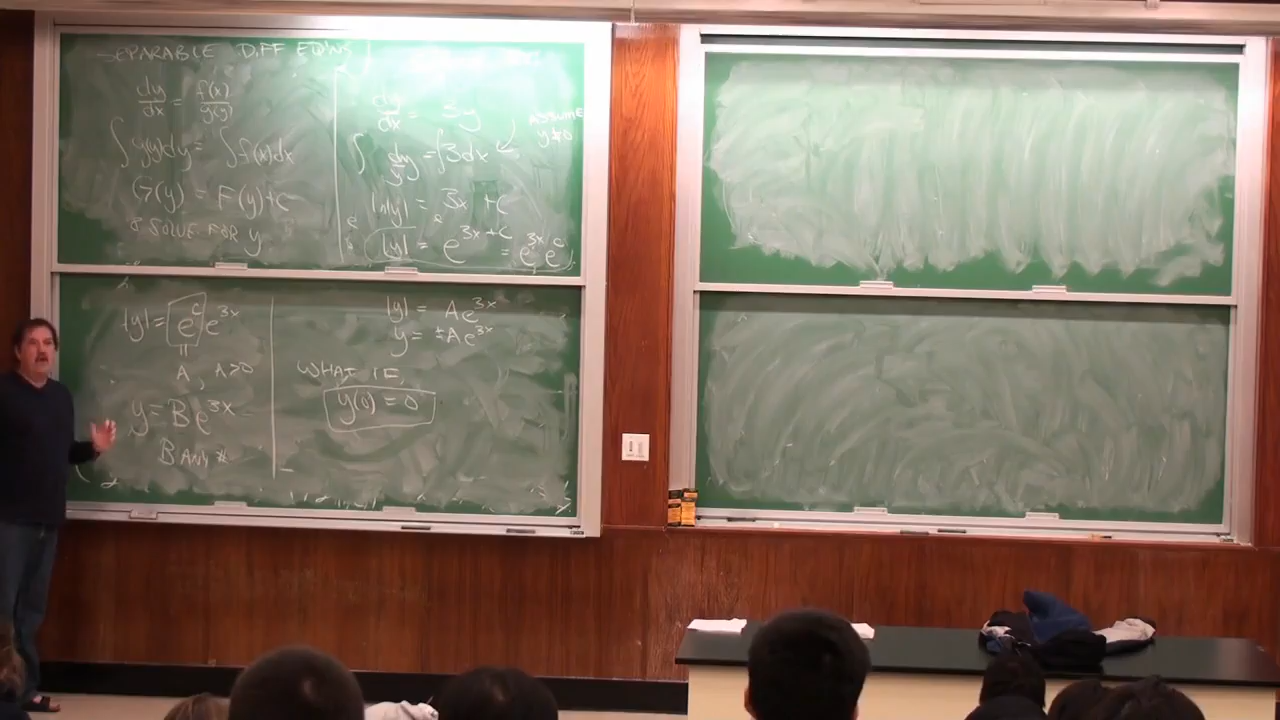 SEPARABLE DIFF EQ'NS
dy/dx = f(x)/g(y)
∫g(y)dy = ∫f(x)dx
G(y) = F(y)+C
SOLVE FOR y
dy/dx = 3y
ASSUME
y≠0
∫dy/y = ∫3dx
ln|y| = 3x + C
|y| = e^{3x+C} = e^{3x}e^{C}
|y| = e^{C} e^{3x}
A, A>0
y = Be^{3x}
B ANY #
|y| = Ae^{3x}
y = ±Ae^{3x}
WHAT IF
y(0) = 0